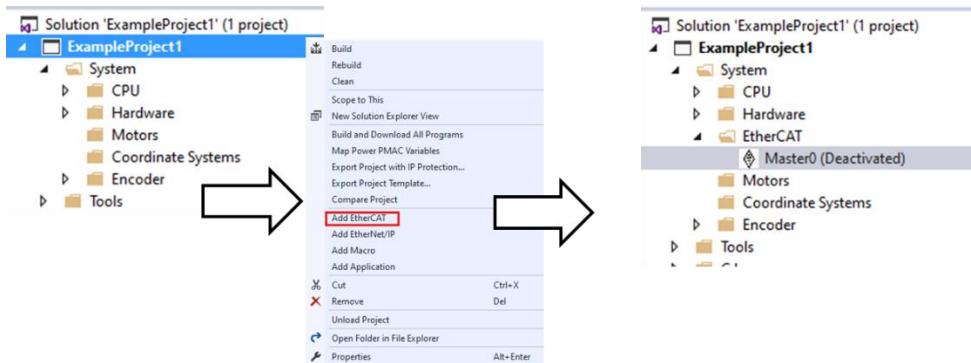 Solution 'ExampleProject1' (1 project)
ExampleProject1
System
CPU
Hardware
Motors
Coordinate Systems
Encoder
Tools
Build
Rebuild
Clean
Scope to This
New Solution Explorer View
Build and Download All Programs
Map Power PMAC Variables
Export Project with IP Protection...
Export Project Template...
Compare Project
Add EtherCAT
Add EtherNet/IP
Add Macro
Add Application
Cut Ctrl+X
Remove Del
Unload Project
Open Folder in File Explorer
Properties Alt+Enter
Solution 'ExampleProject1' (1 project)
ExampleProject1
System
CPU
Hardware
EtherCAT
Master0 (Deactivated)
Motors
Coordinate Systems
Encoder
Tools